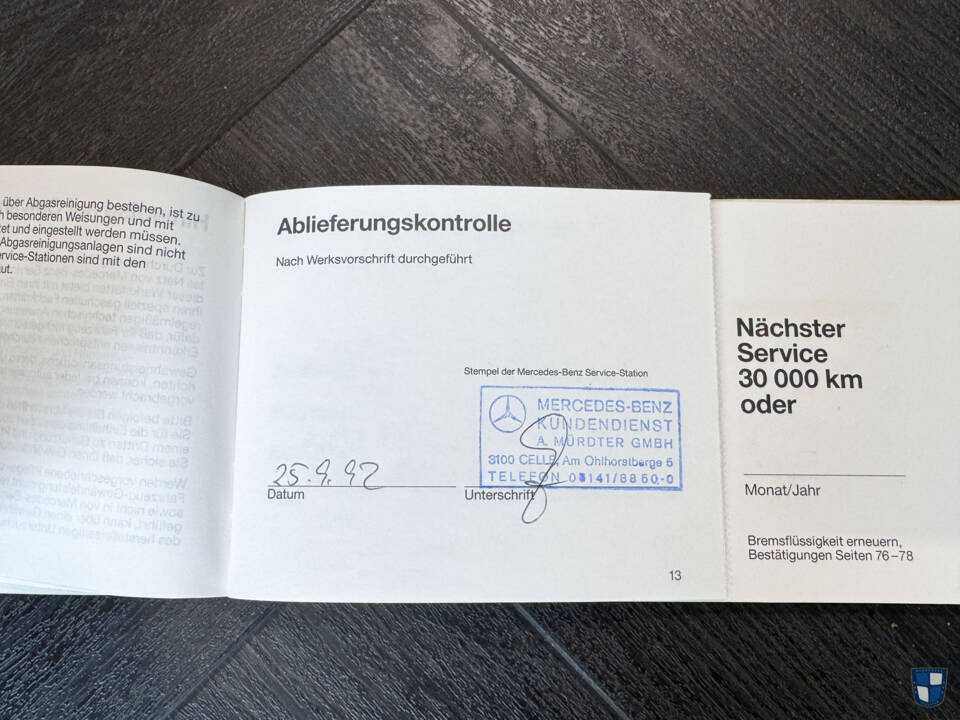 über Abgasreinigung bestehen, ist zu
besonderen Weisungen und mit
und eingestellt werden müssen.
Abgasreinigungsanlagen sind nicht
rvice-Stationen sind mit den
ut.
Ablieferungskontrolle
Nach Werksvorschrift durchgeführt
Stempel der Mercedes-Benz Service-Station
MERCEDES-BENZ
KUNDENDIENST
A. MÜRDTER GMBH
3100 CELLE, Am Ohlhorstberge 5
TELEFON 05141/8850-0
25.9.92
Datum
Unterschrift
13
Nächster
Service
30 000 km
oder
Monat/Jahr
Bremsflüssigkeit erneuern,
Bestätigungen Seiten 76–78